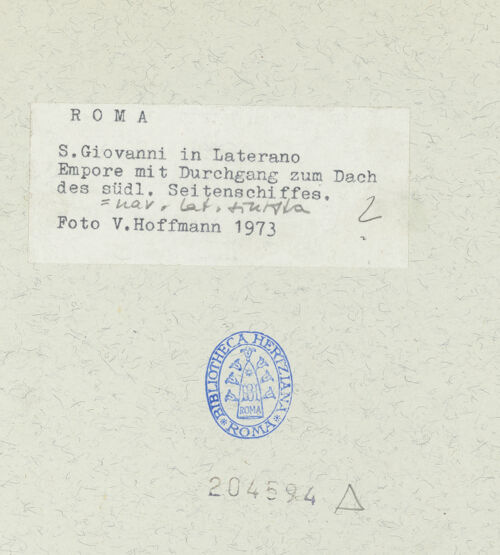 ROMA
S.Giovanni in Laterano
Empore mit Durchgang zum Dach
des südl. Seitenschiffes.
= nav. lat. sinistra
2
Foto V.Hoffmann 1973
BIBLIOTHECA HERTZIANA
ROMA
ROMA
204594 Δ